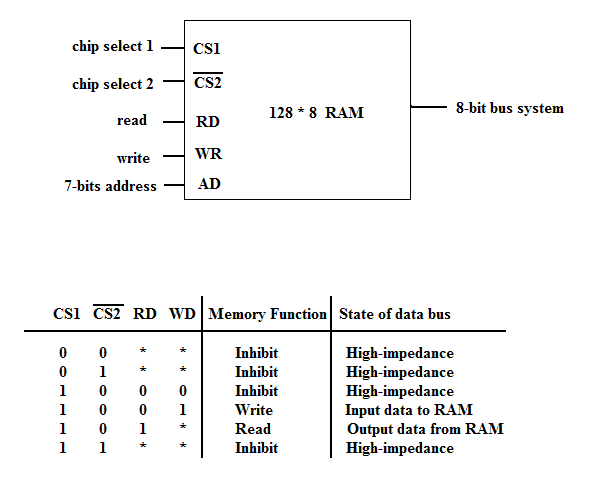 chip select 1 CS1
chip select 2 CS2
128 * 8 RAM 8-bit bus system
read RD
write WR
7-bits address AD
CS1 CS2 RD WD Memory Function State of data bus
0 0 * * Inhibit High-impedance
0 1 * * Inhibit High-impedance
1 0 0 0 Inhibit High-impedance
1 0 0 1 Write Input data to RAM
1 0 1 * Read Output data from RAM
1 1 * * Inhibit High-impedance